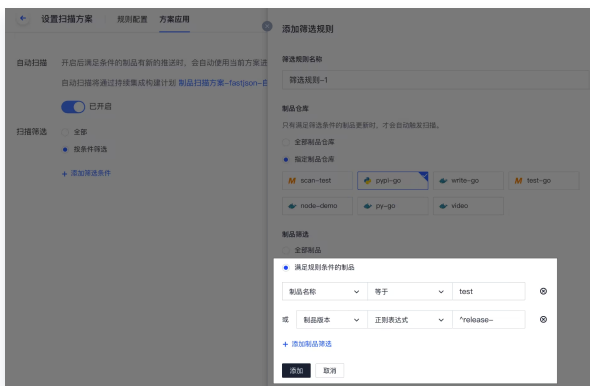 设置扫描方案
规则配置
方案应用
自动扫描
开启后满足条件的制品有新的推送时，会自动使用当前方案进
自动扫描将通过持续集成构建计划 制品扫描方案-fastjson-自
已开启
扫描筛选
全部
按条件筛选
+ 添加筛选条件
添加筛选规则
筛选规则名称
筛选规则-1
制品仓库
只有满足筛选条件的制品更新时，才会自动触发扫描。
全部制品仓库
指定制品仓库
scan-test
pypi-go
write-go
test-go
node-demo
py-go
video
制品筛选
全部制品
满足规则条件的制品
制品名称 等于 test
或 制品版本 正则表达式 ^release-
+ 添加制品筛选
添加 取消